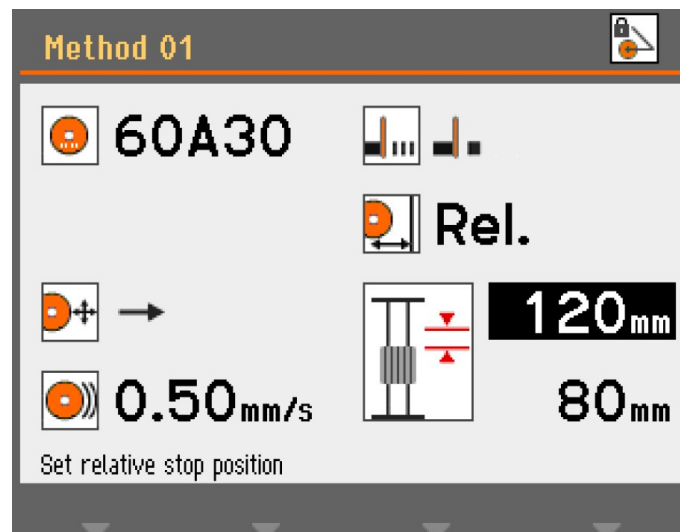 Method 01
60A30
Rel.
120mm
0.50mm/s
80mm
Set relative stop position